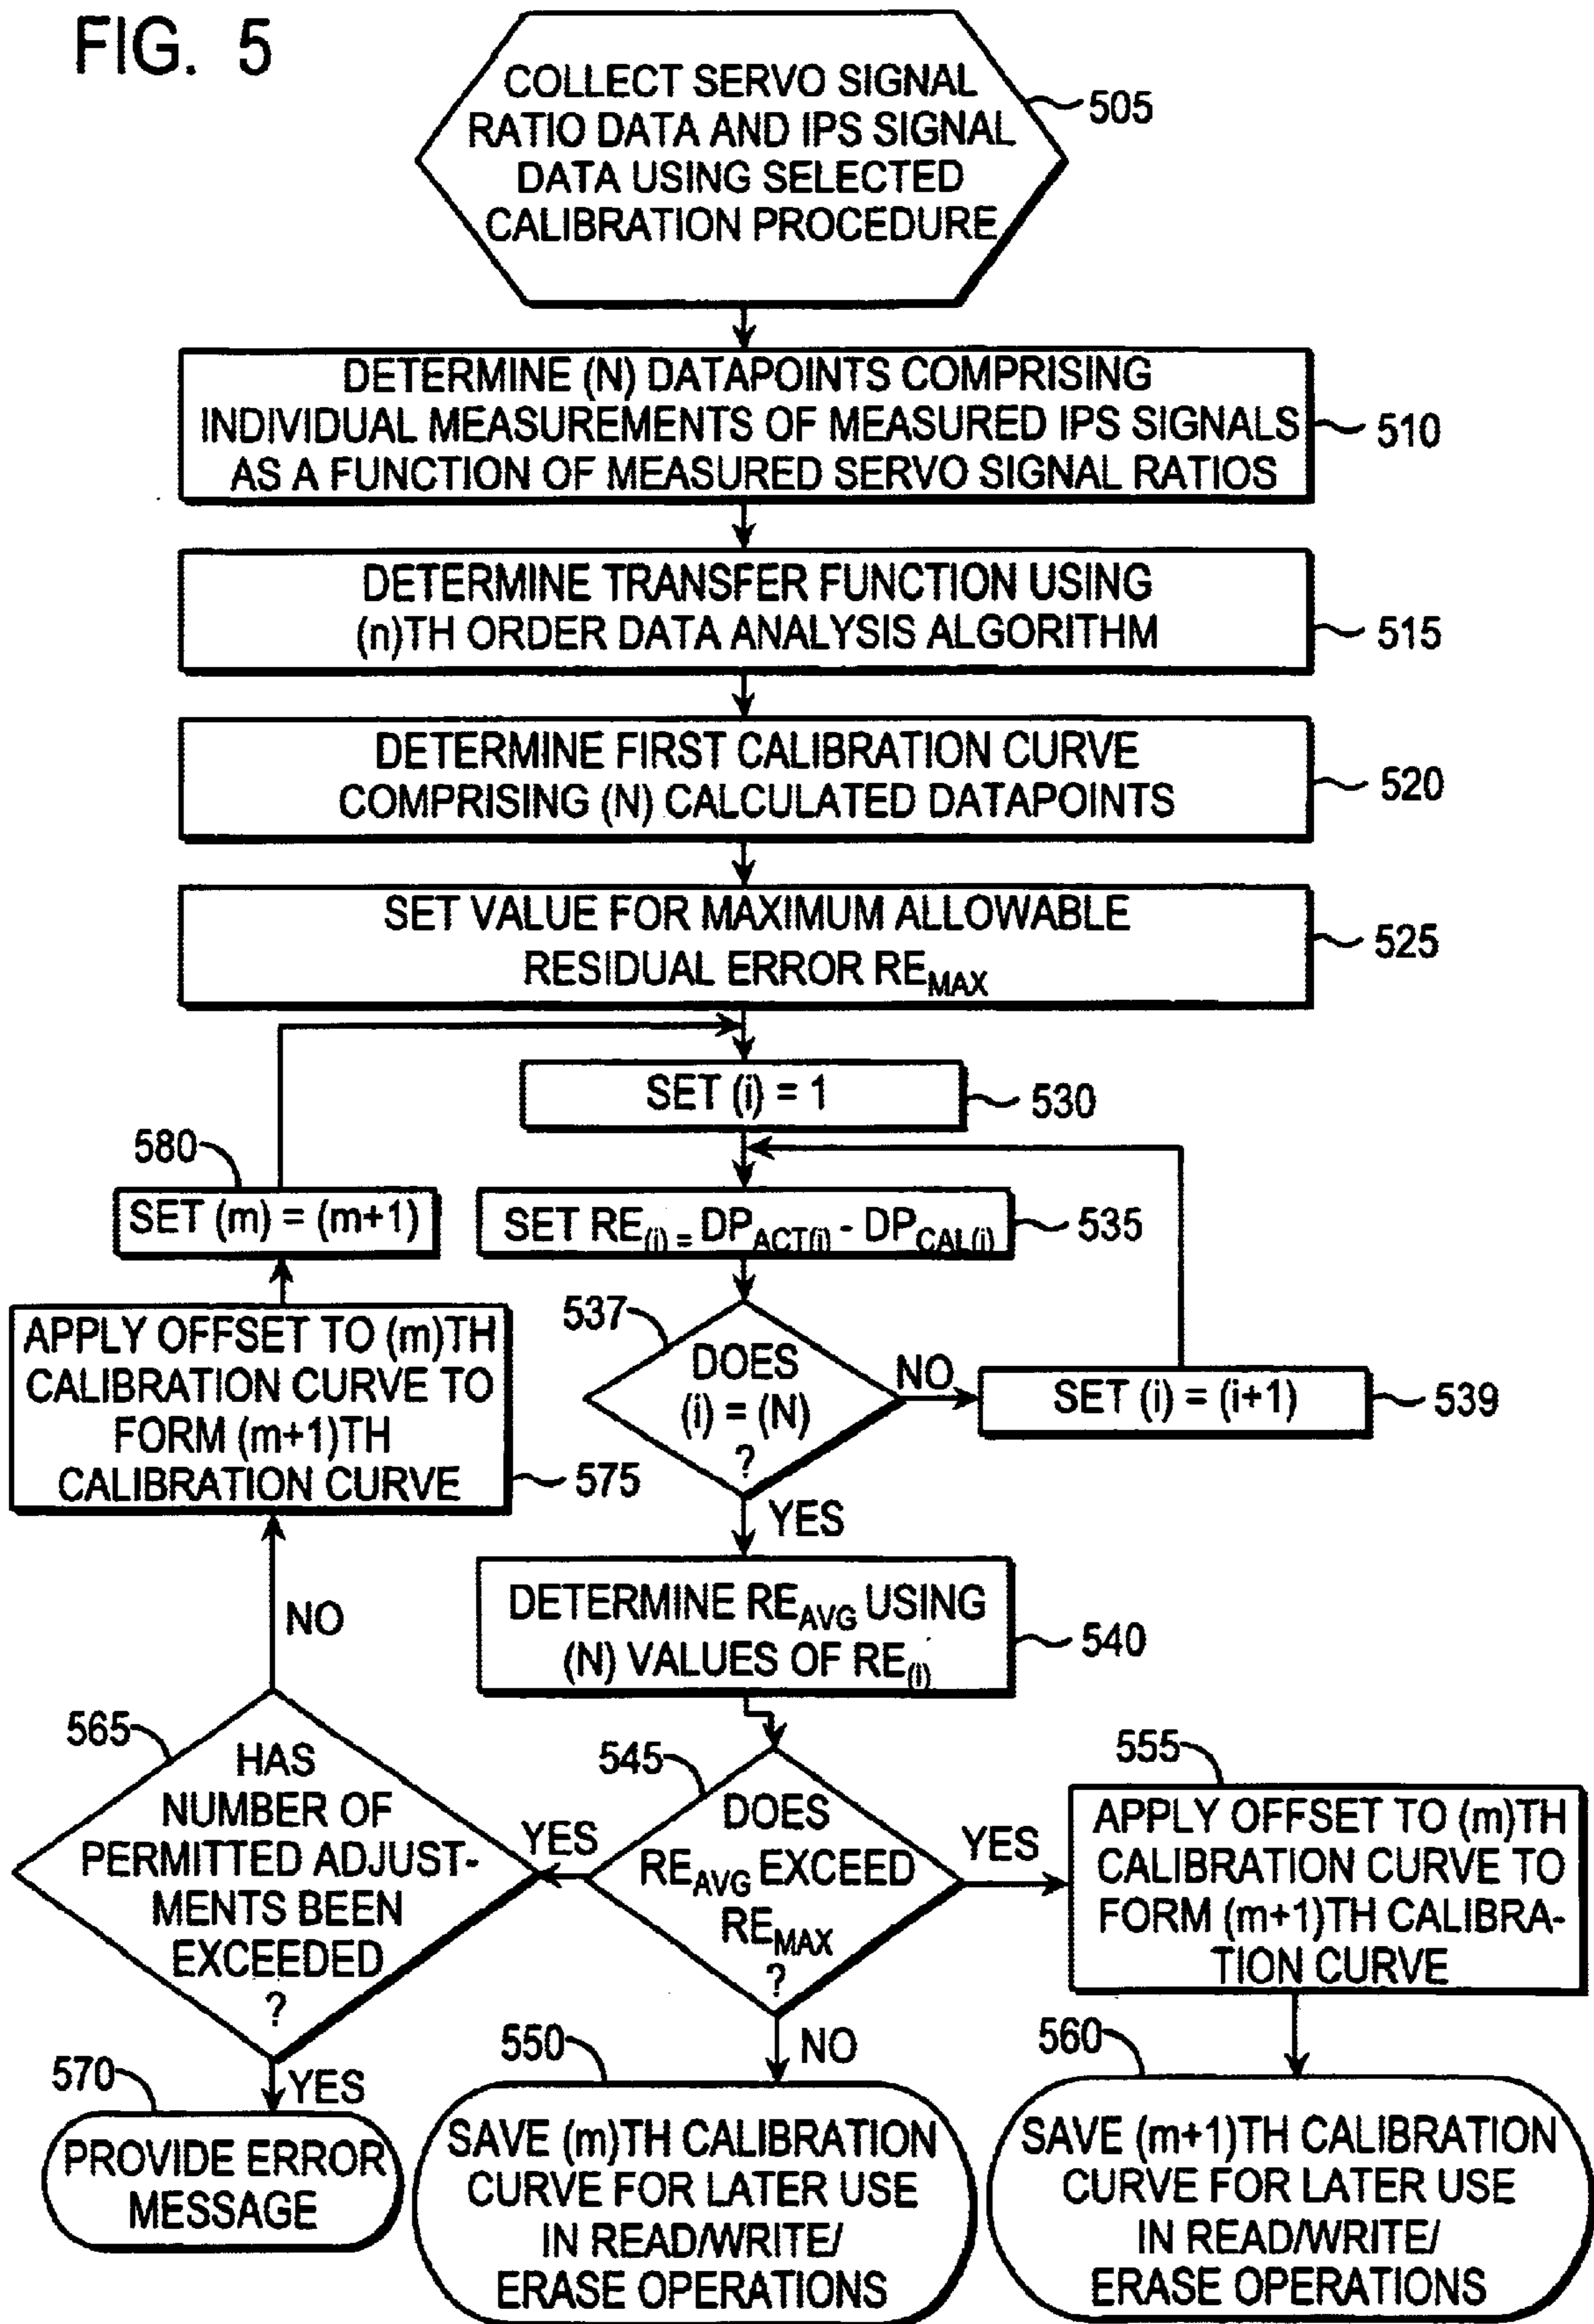 FIG. 5
COLLECT SERVO SIGNAL
RATIO DATA AND IPS SIGNAL
DATA USING SELECTED
CALIBRATION PROCEDURE
505
DETERMINE (N) DATAPOINTS COMPRISING
INDIVIDUAL MEASUREMENTS OF MEASURED IPS SIGNALS
AS A FUNCTION OF MEASURED SERVO SIGNAL RATIOS
510
DETERMINE TRANSFER FUNCTION USING
(n)TH ORDER DATA ANALYSIS ALGORITHM
515
DETERMINE FIRST CALIBRATION CURVE
COMPRISING (N) CALCULATED DATAPOINTS
520
SET VALUE FOR MAXIMUM ALLOWABLE
RESIDUAL ERROR RE_MAX
525
SET (i) = 1
530
580
SET (m) = (m+1)
SET RE_(i) = DP_ACT(i) - DP_CAL(i)
535
APPLY OFFSET TO (m)TH
CALIBRATION CURVE TO
FORM (m+1)TH
CALIBRATION CURVE
575
537
DOES
(i) = (N)
?
NO
SET (i) = (i+1)
539
YES
NO
DETERMINE RE_AVG USING
(N) VALUES OF RE_(i)
540
565
HAS
NUMBER OF
PERMITTED ADJUST-
MENTS BEEN
EXCEEDED
?
YES
545
DOES
RE_AVG EXCEED
RE_MAX
?
YES
555
APPLY OFFSET TO (m)TH
CALIBRATION CURVE TO
FORM (m+1)TH CALIBRA-
TION CURVE
570
YES
PROVIDE ERROR
MESSAGE
550
NO
SAVE (m)TH CALIBRATION
CURVE FOR LATER USE
IN READ/WRITE/
ERASE OPERATIONS
560
SAVE (m+1)TH CALIBRATION
CURVE FOR LATER USE
IN READ/WRITE/
ERASE OPERATIONS